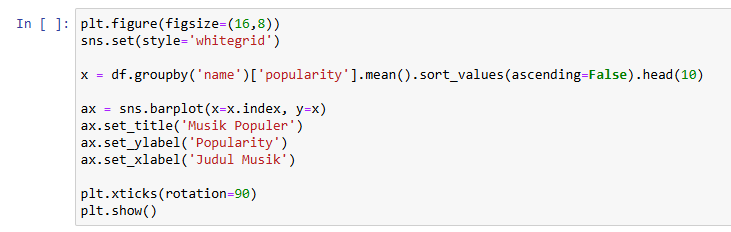 In [ ]: plt.figure(figsize=(16,8))
sns.set(style='whitegrid')
x = df.groupby('name')['popularity'].mean().sort_values(ascending=False).head(10)
ax = sns.barplot(x=x.index, y=x)
ax.set_title('Musik Populer')
ax.set_ylabel('Popularity')
ax.set_xlabel('Judul Musik')
plt.xticks(rotation=90)
plt.show()